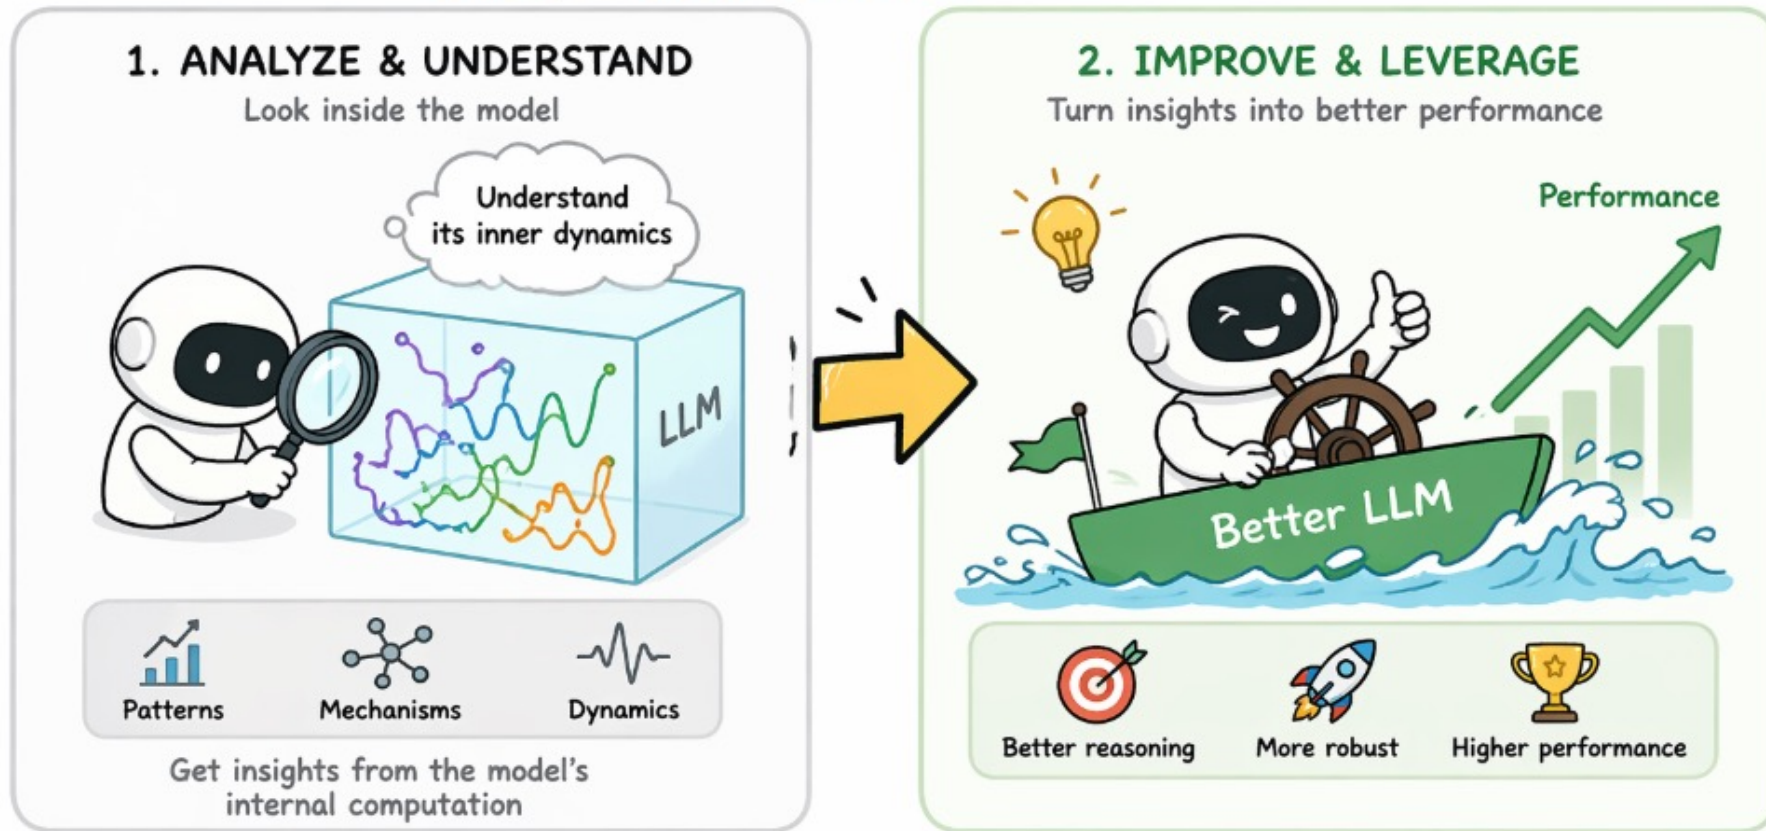 1. ANALYZE & UNDERSTAND
Look inside the model
Understand
its inner dynamics
LLM
Patterns
Mechanisms
Dynamics
Get insights from the model's
internal computation
2. IMPROVE & LEVERAGE
Turn insights into better performance
Performance
Better LLM
Better reasoning
More robust
Higher performance